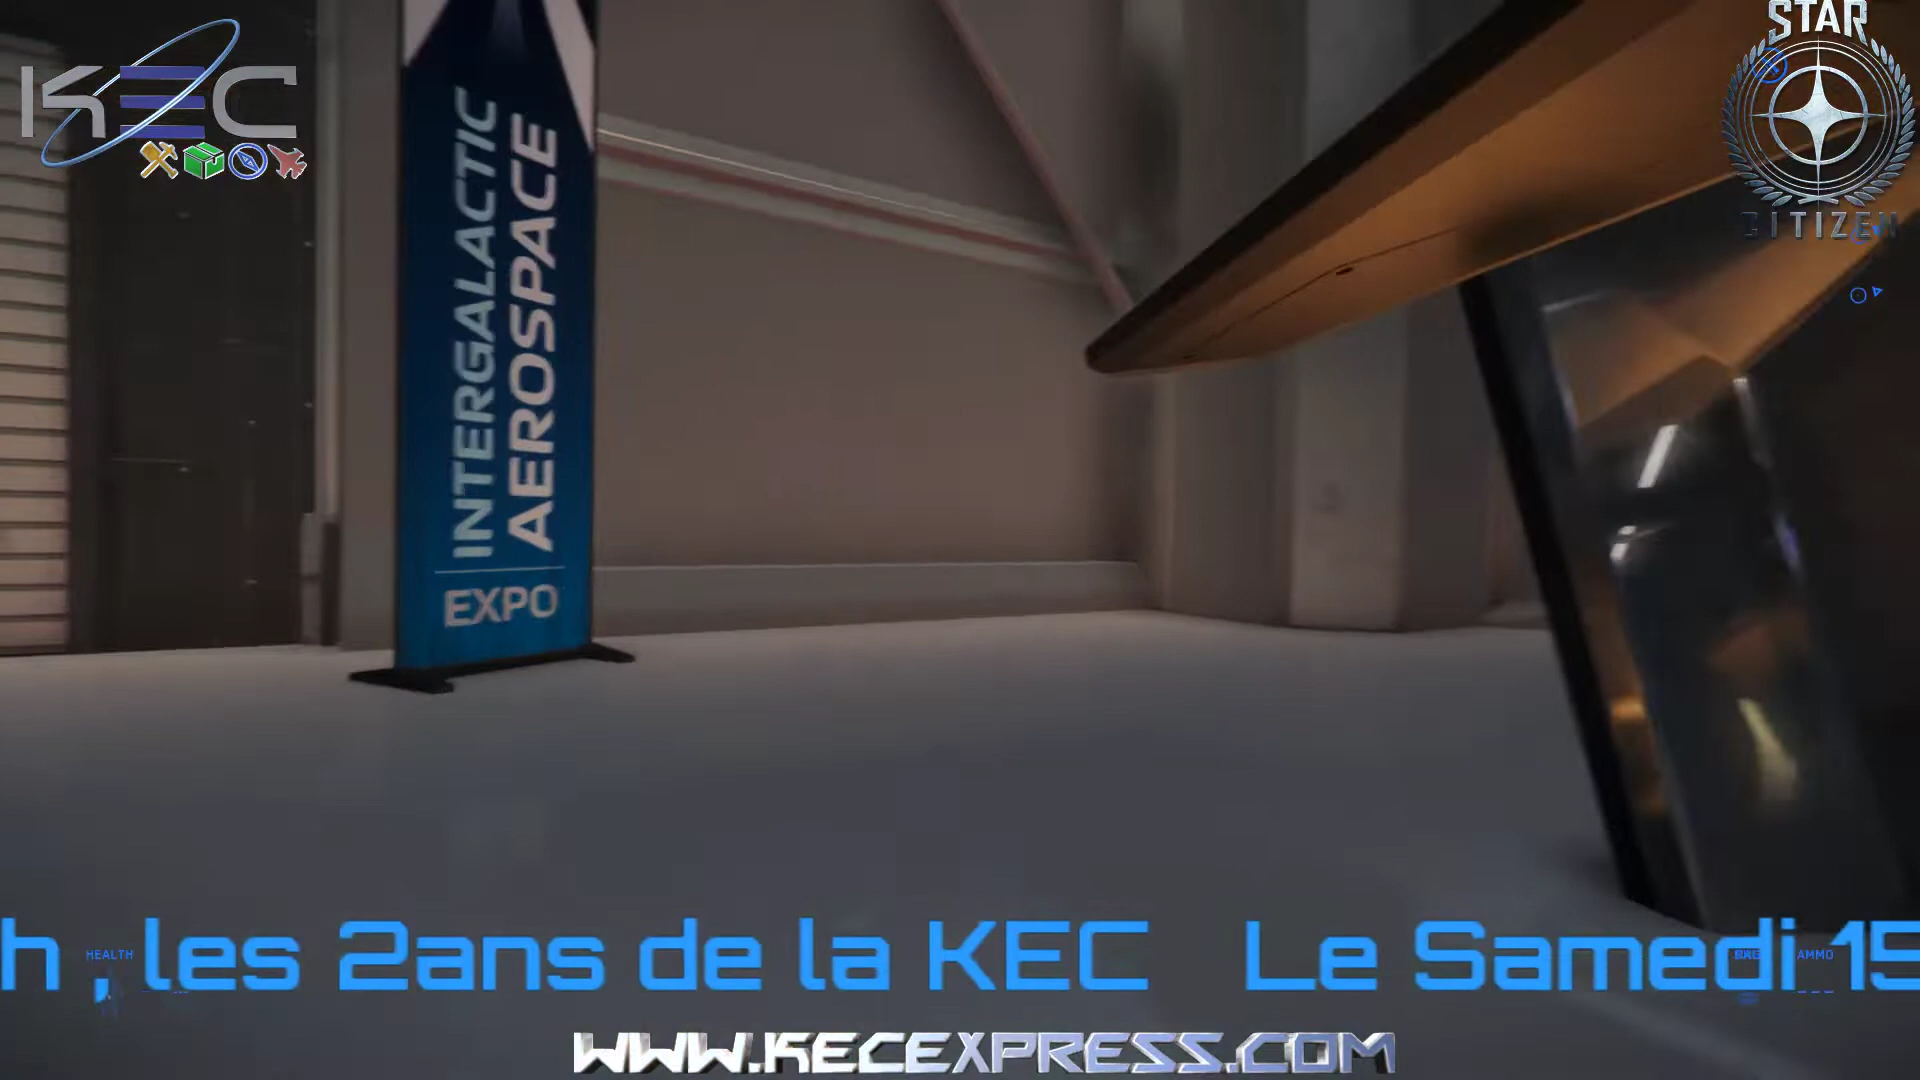 KEC
STAR
CITIZEN
INTERGALACTIC
AEROSPACE
EXPO
h , les 2ans de la KEC Le Samedi 15
HEALTH
AMMO
WWW.KECEXPRESS.COM